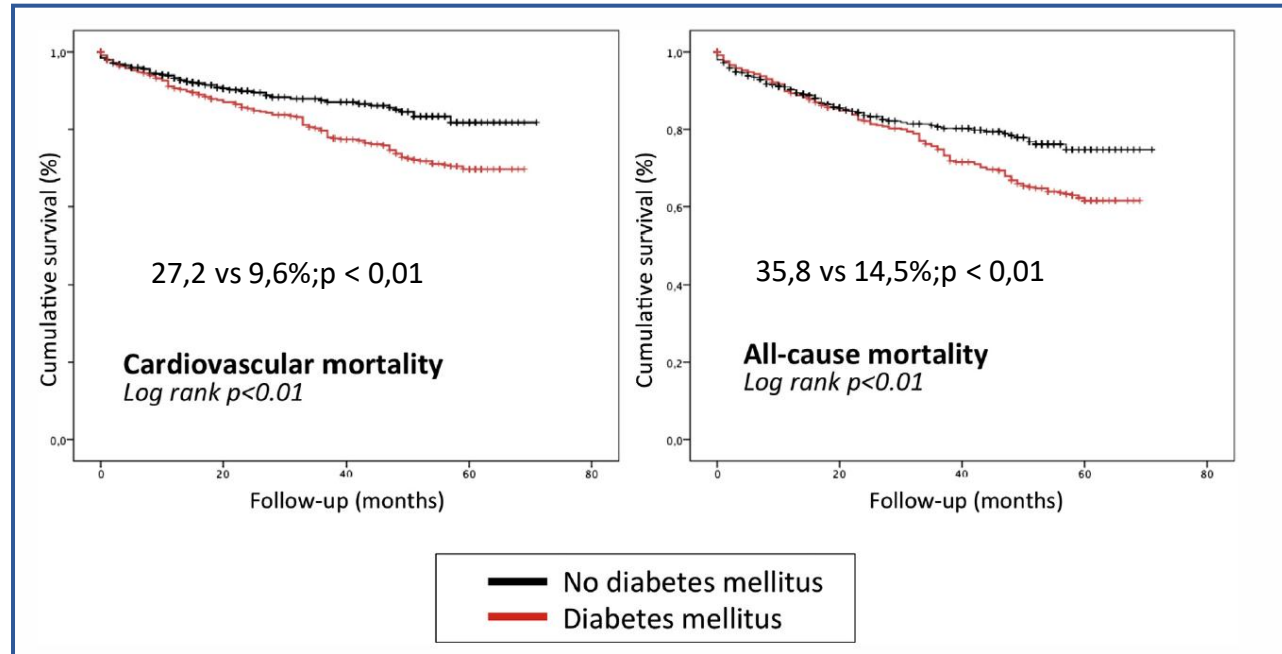 Cumulative survival (%)
1,0
0,0
27,2 vs 9,6%;p < 0,01
Cardiovascular mortality
Log rank p<0.01
0 20 40 60 80
Follow-up (months)
Cumulative survival (%)
1,0
0,8
0,6
0,4
0,2
0,0
35,8 vs 14,5%;p < 0,01
All-cause mortality
Log rank p<0.01
0 20 40 60 80
Follow-up (months)
No diabetes mellitus
Diabetes mellitus